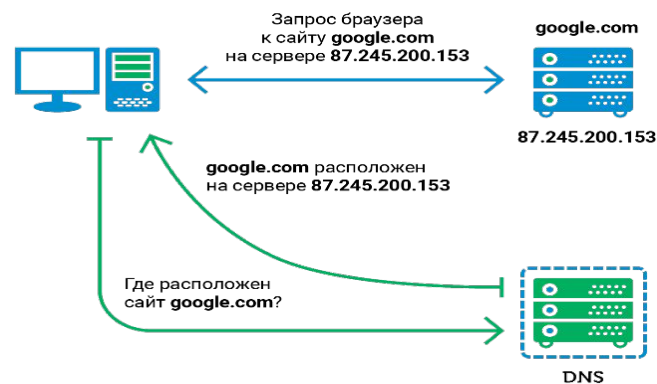 Запрос браузера
к сайту google.com
на сервере 87.245.200.153
google.com
87.245.200.153
google.com расположен
на сервере 87.245.200.153
Где расположен
сайт google.com?
DNS